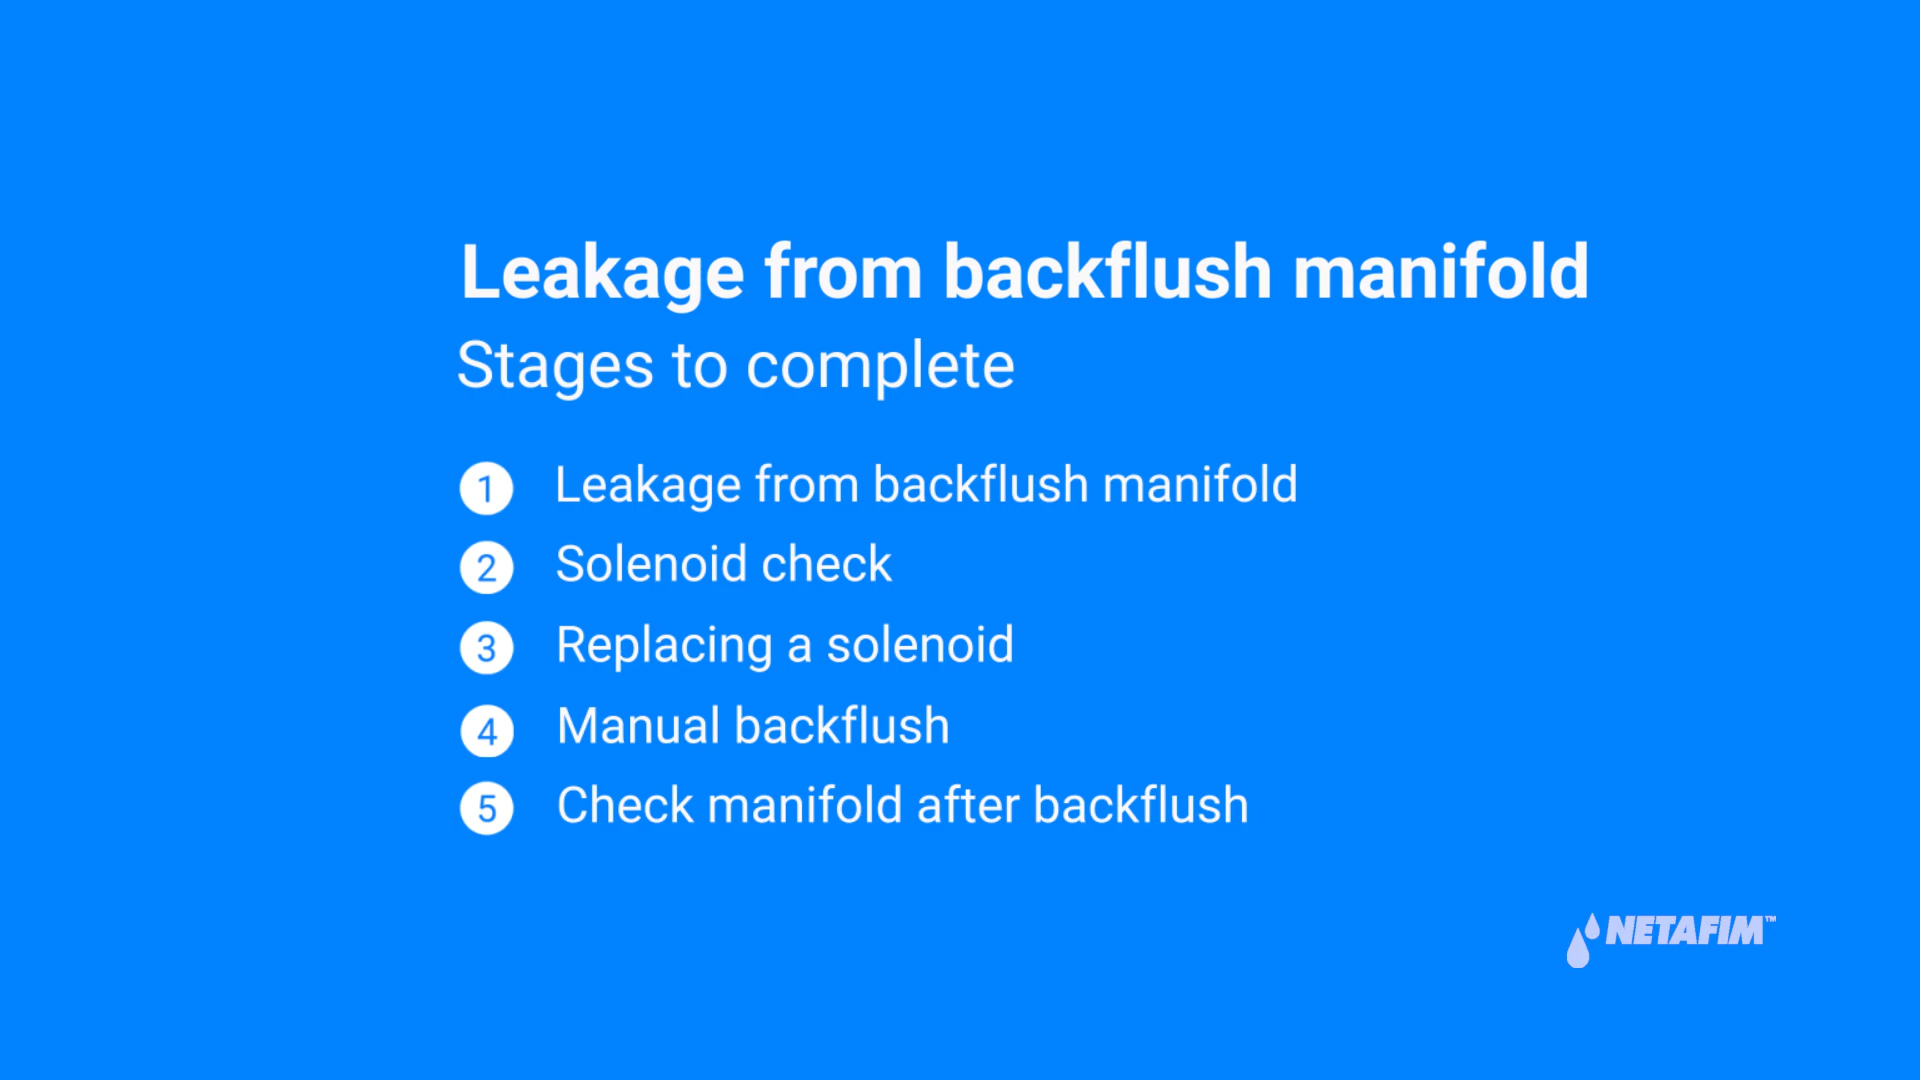 Leakage from backflush manifold
Stages to complete
1 Leakage from backflush manifold
2 Solenoid check
3 Replacing a solenoid
4 Manual backflush
5 Check manifold after backflush
NETAFIM™